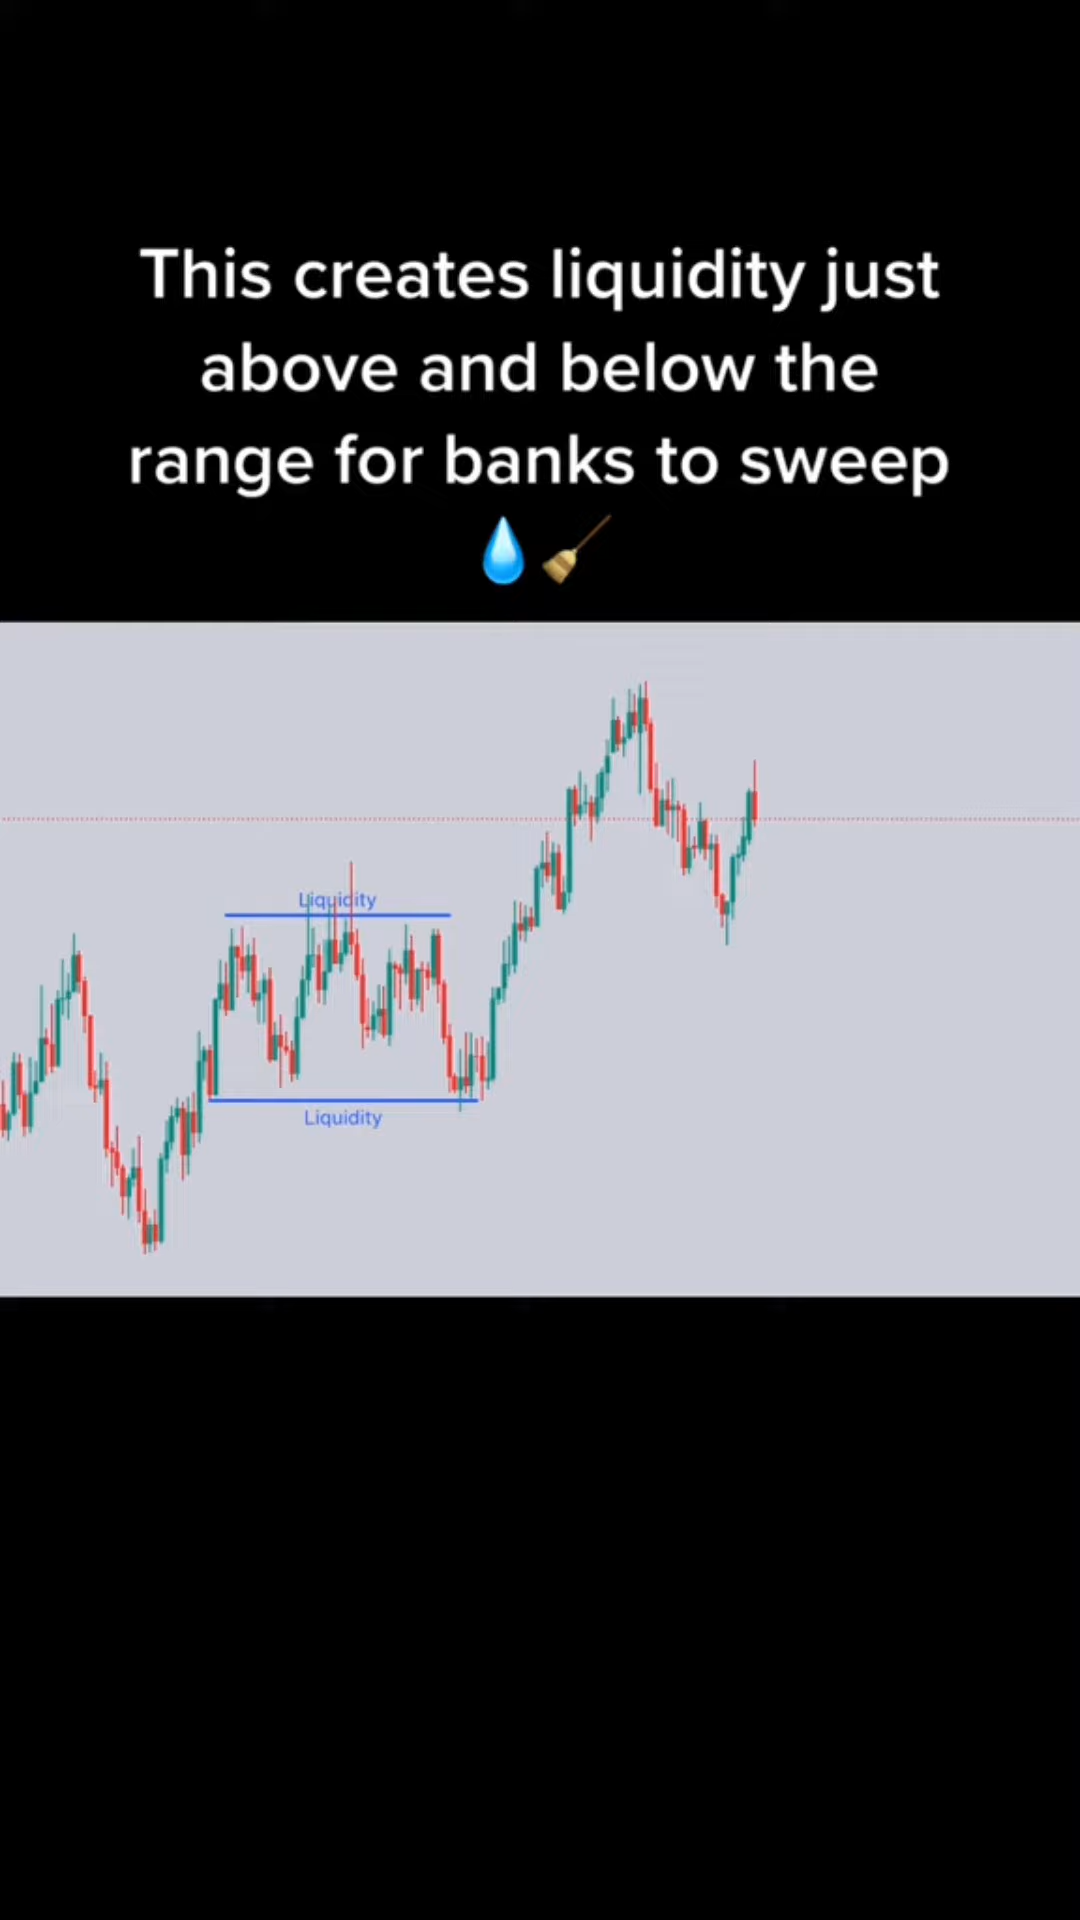 This creates liquidity just
above and below the
range for banks to sweep
💧🧹
Liquidity
Liquidity